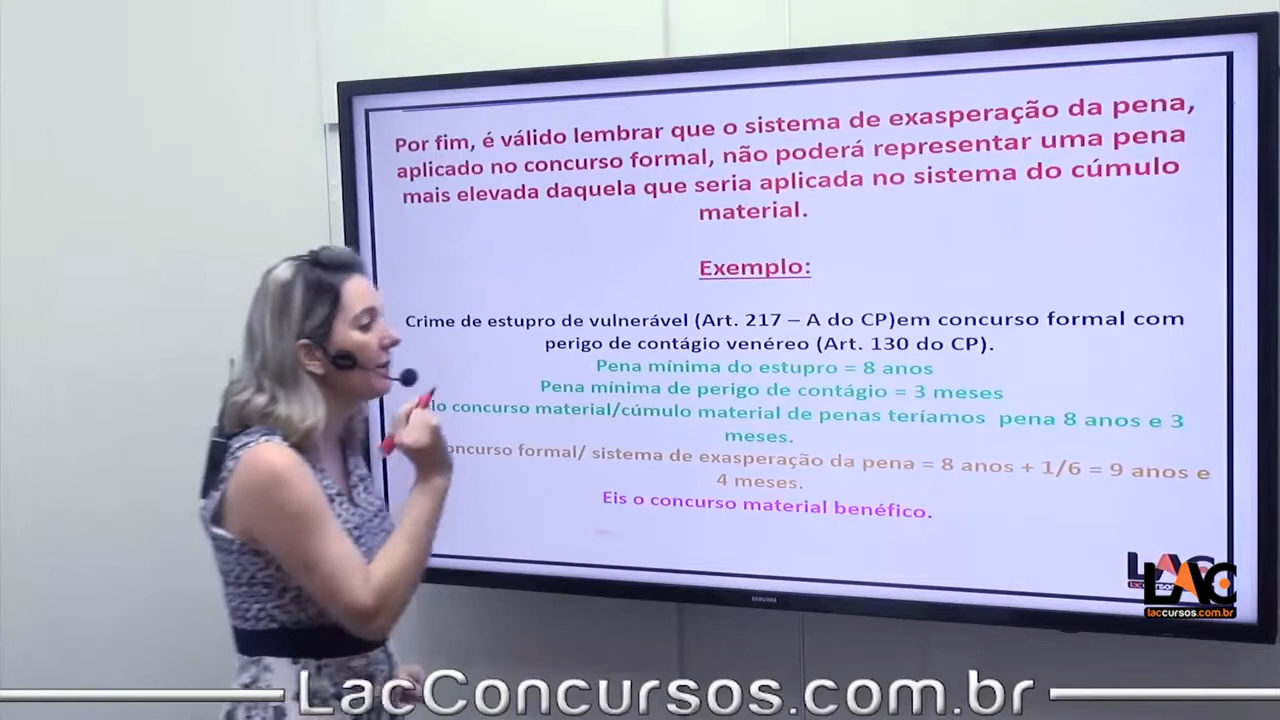 Por fim, é válido lembrar que o sistema de exasperação da pena,
aplicado no concurso formal, não poderá representar uma pena
mais elevada daquela que seria aplicada no sistema do cúmulo
material.
Exemplo:
Crime de estupro de vulnerável (Art. 217 – A do CP)em concurso formal com
perigo de contágio venéreo (Art. 130 do CP).
Pena mínima do estupro = 8 anos
Pena mínima de perigo de contágio = 3 meses
concurso material/cúmulo material de penas teríamos pena 8 anos e 3
meses.
formal/ sistema de exasperação da pena = 8 anos + 1/6 = 9 anos e
4 meses.
Eis o concurso material benéfico.
SAMSUNG
LAC
laccursos.com.br
LacConcursos.com.br